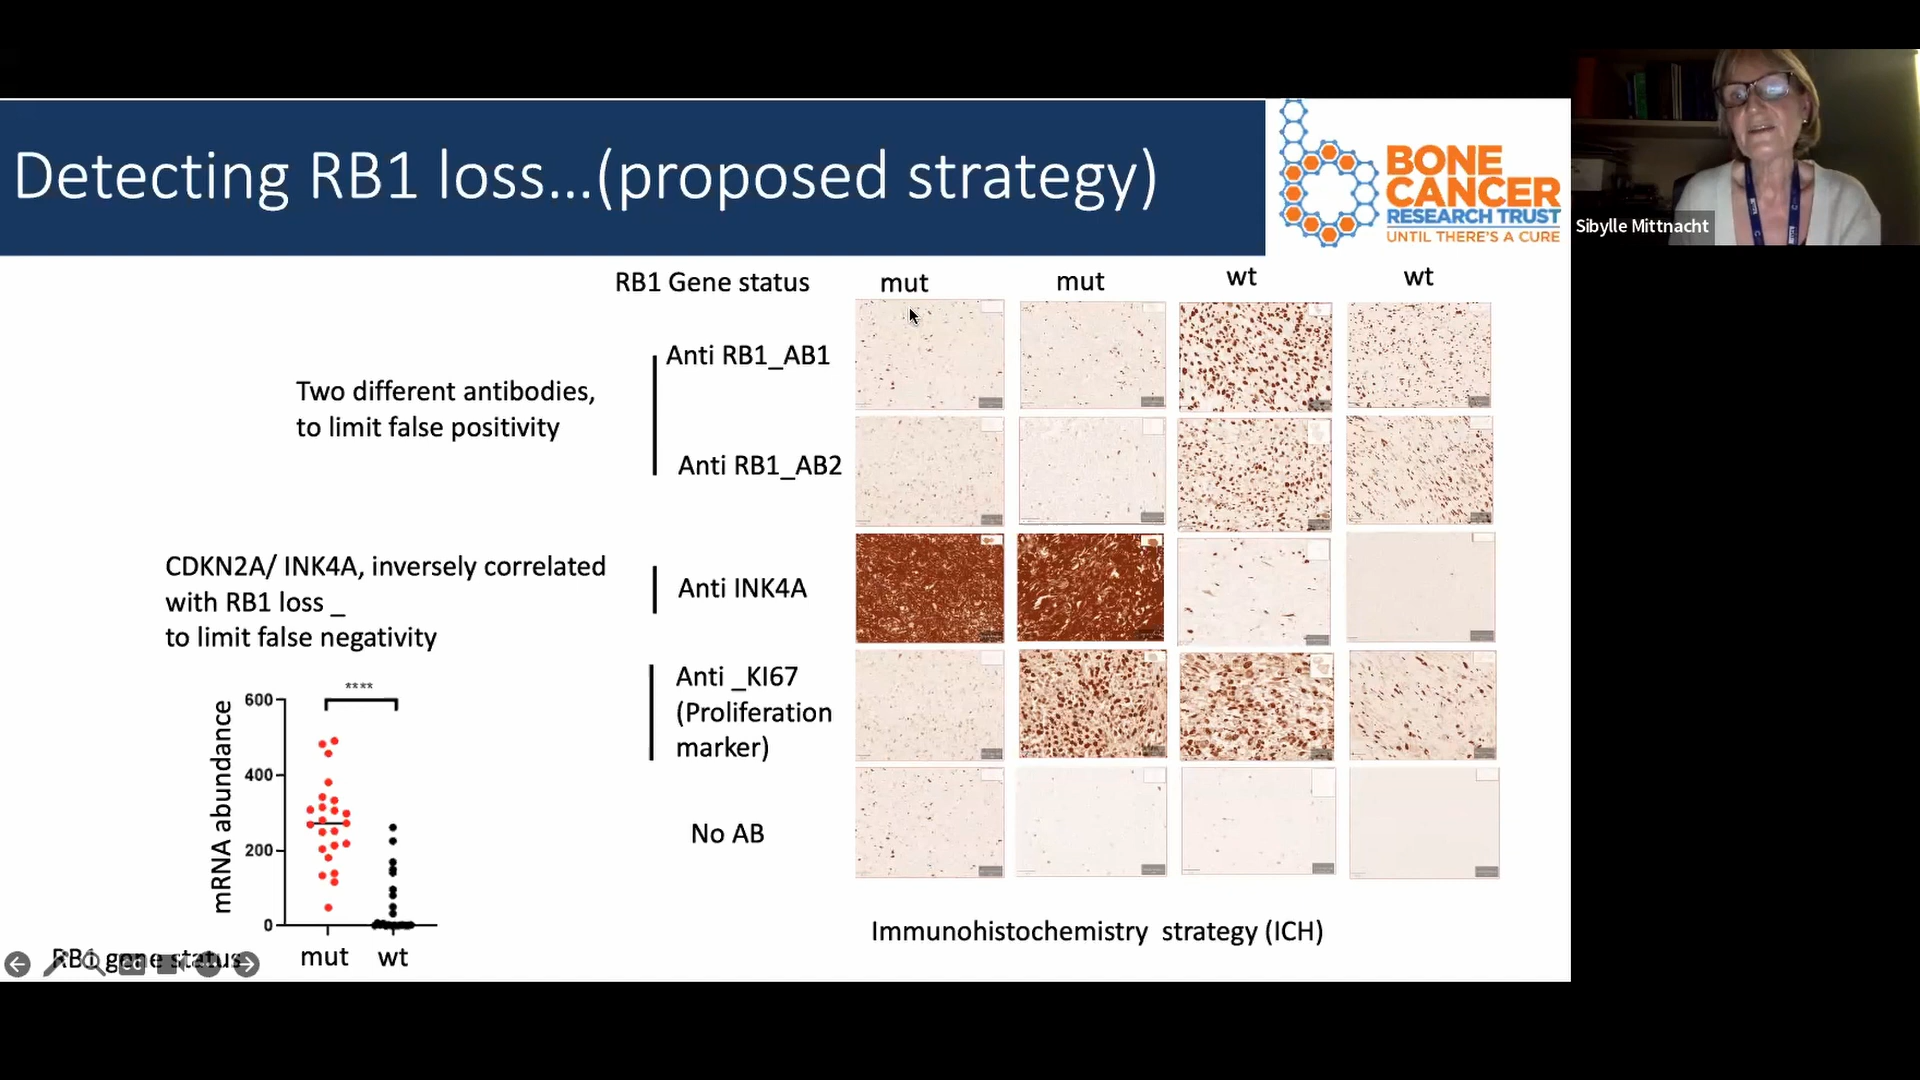 Detecting RB1 loss...(proposed strategy)
BONE
CANCER
RESEARCH TRUST
UNTIL THERE'S A CURE
Sibylle Mittnacht
RB1 Gene status
mut
mut
wt
wt
Two different antibodies,
to limit false positivity
Anti RB1_AB1
Anti RB1_AB2
CDKN2A/ INK4A, inversely correlated
with RB1 loss _
to limit false negativity
Anti INK4A
Anti _KI67
(Proliferation
marker)
No AB
Immunohistochemistry strategy (ICH)
****
mRNA abundance
600
400
200
0
RB1 gene status
mut
wt